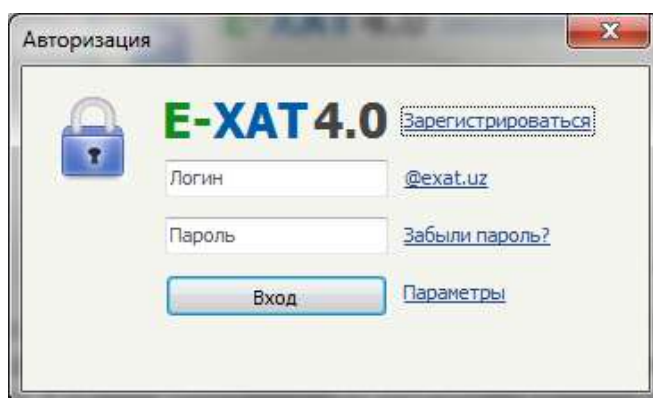 Авторизация
E-XAT 4.0 Зарегистрироваться
Логин @exat.uz
Пароль Забыли пароль?
Вход Параметры